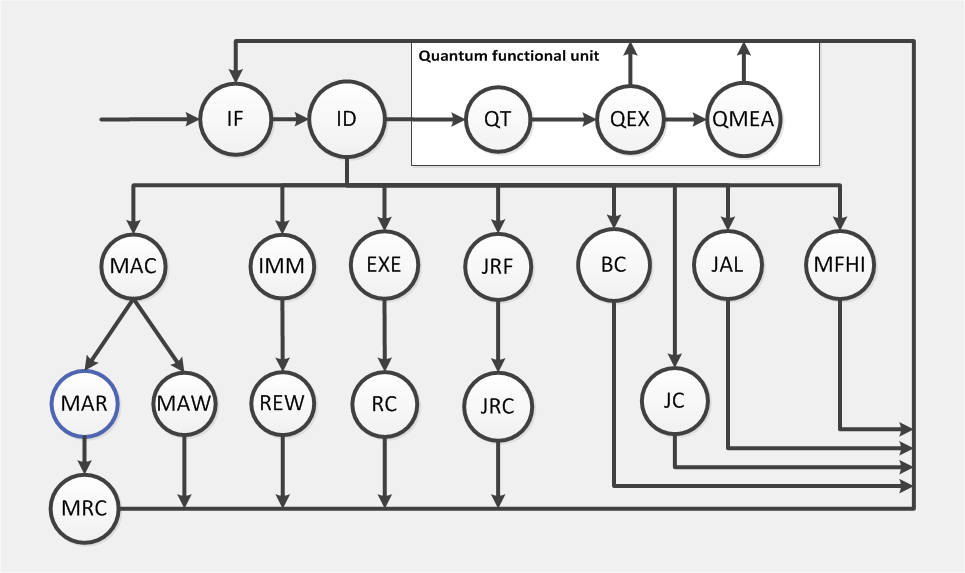 Quantum functional unit
IF
ID
QT
QEX
QMEA
MAC
IMM
EXE
JRF
BC
JAL
MFHI
MAR
MAW
REW
RC
JRC
JC
MRC